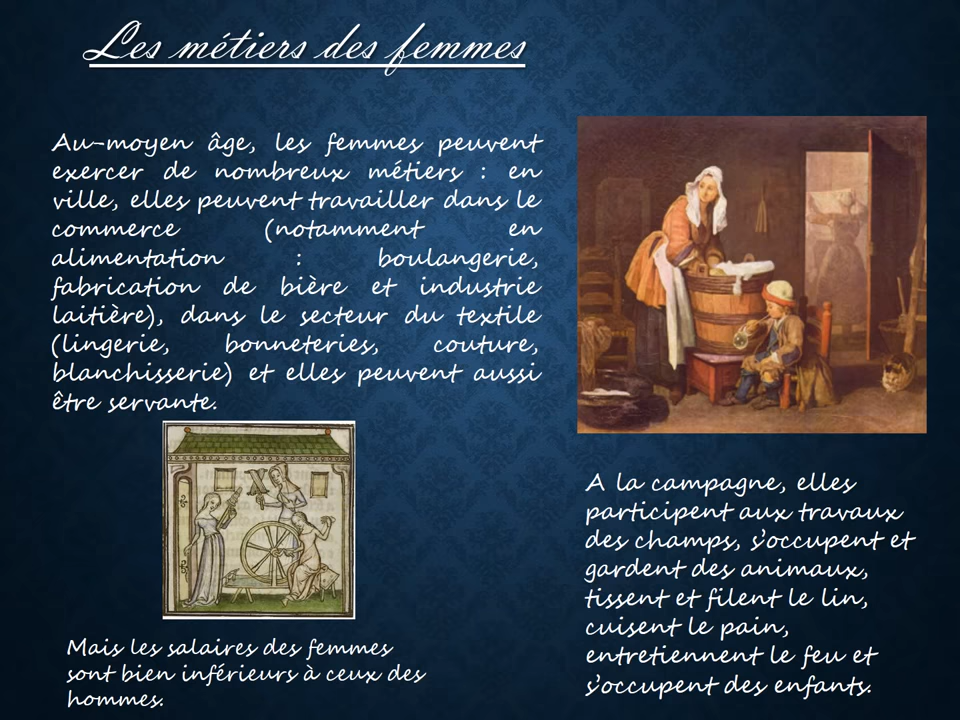 Les métiers des femmes
Au-moyen âge, les femmes peuvent
exercer de nombreux métiers : en
ville, elles peuvent travailler dans le
commerce (notamment en
alimentation : boulangerie,
fabrication de bière et industrie
laitière), dans le secteur du textile
(lingerie, bonneteries, couture,
blanchisserie) et elles peuvent aussi
être servante.
Mais les salaires des femmes
sont bien inférieurs à ceux des
hommes.
A la campagne, elles
participent aux travaux
des champs, s'occupent et
gardent des animaux,
tissent et filent le lin,
cuisent le pain,
entretiennent le feu et
s'occupent des enfants.